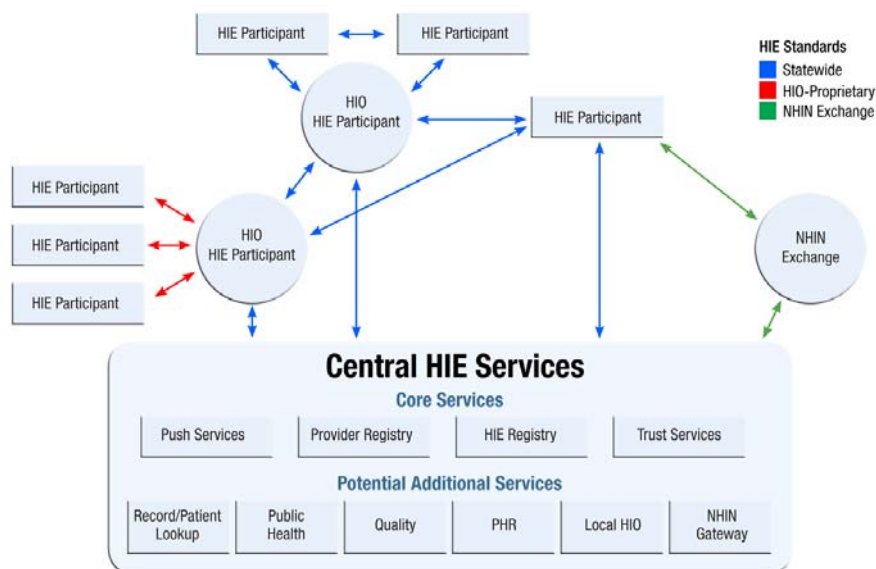 HIE Participant
HIE Participant
HIE Standards
Statewide
HIO-Proprietary
NHIN Exchange
HIO
HIE Participant
HIE Participant
HIE Participant
HIE Participant
HIE Participant
HIO
HIE Participant
NHIN
Exchange
Central HIE Services
Core Services
Push Services
Provider Registry
HIE Registry
Trust Services
Potential Additional Services
Record/Patient
Lookup
Public
Health
Quality
PHR
Local HIO
NHIN
Gateway